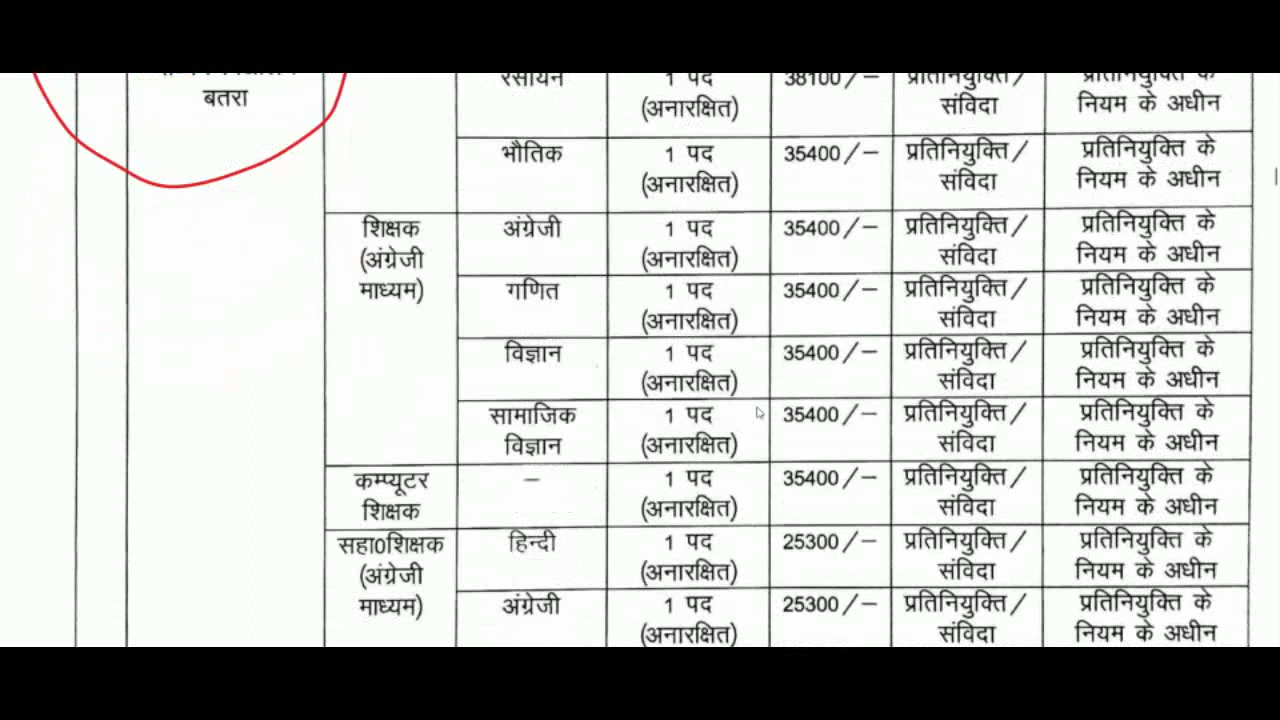 बतरा
रसायन 1 पद 38100/- प्रतिनियुक्ति/ प्रतिनियुक्ति के
(अनारक्षित) संविदा नियम के अधीन
भौतिक 1 पद 35400/- प्रतिनियुक्ति/ प्रतिनियुक्ति के
(अनारक्षित) संविदा नियम के अधीन
शिक्षक अंग्रेजी 1 पद 35400/- प्रतिनियुक्ति/ प्रतिनियुक्ति के
(अंग्रेजी (अनारक्षित) संविदा नियम के अधीन
माध्यम) गणित 1 पद 35400/- प्रतिनियुक्ति/ प्रतिनियुक्ति के
(अनारक्षित) संविदा नियम के अधीन
विज्ञान 1 पद 35400/- प्रतिनियुक्ति/ प्रतिनियुक्ति के
(अनारक्षित) संविदा नियम के अधीन
सामाजिक 1 पद 35400/- प्रतिनियुक्ति/ प्रतिनियुक्ति के
विज्ञान (अनारक्षित) संविदा नियम के अधीन
कम्प्यूटर – 1 पद 35400/- प्रतिनियुक्ति/ प्रतिनियुक्ति के
शिक्षक (अनारक्षित) संविदा नियम के अधीन
सहा0शिक्षक हिन्दी 1 पद 25300/- प्रतिनियुक्ति/ प्रतिनियुक्ति के
(अंग्रेजी (अनारक्षित) संविदा नियम के अधीन
माध्यम) अंग्रेजी 1 पद 25300/- प्रतिनियुक्ति/ प्रतिनियुक्ति के
(अनारक्षित) संविदा नियम के अधीन